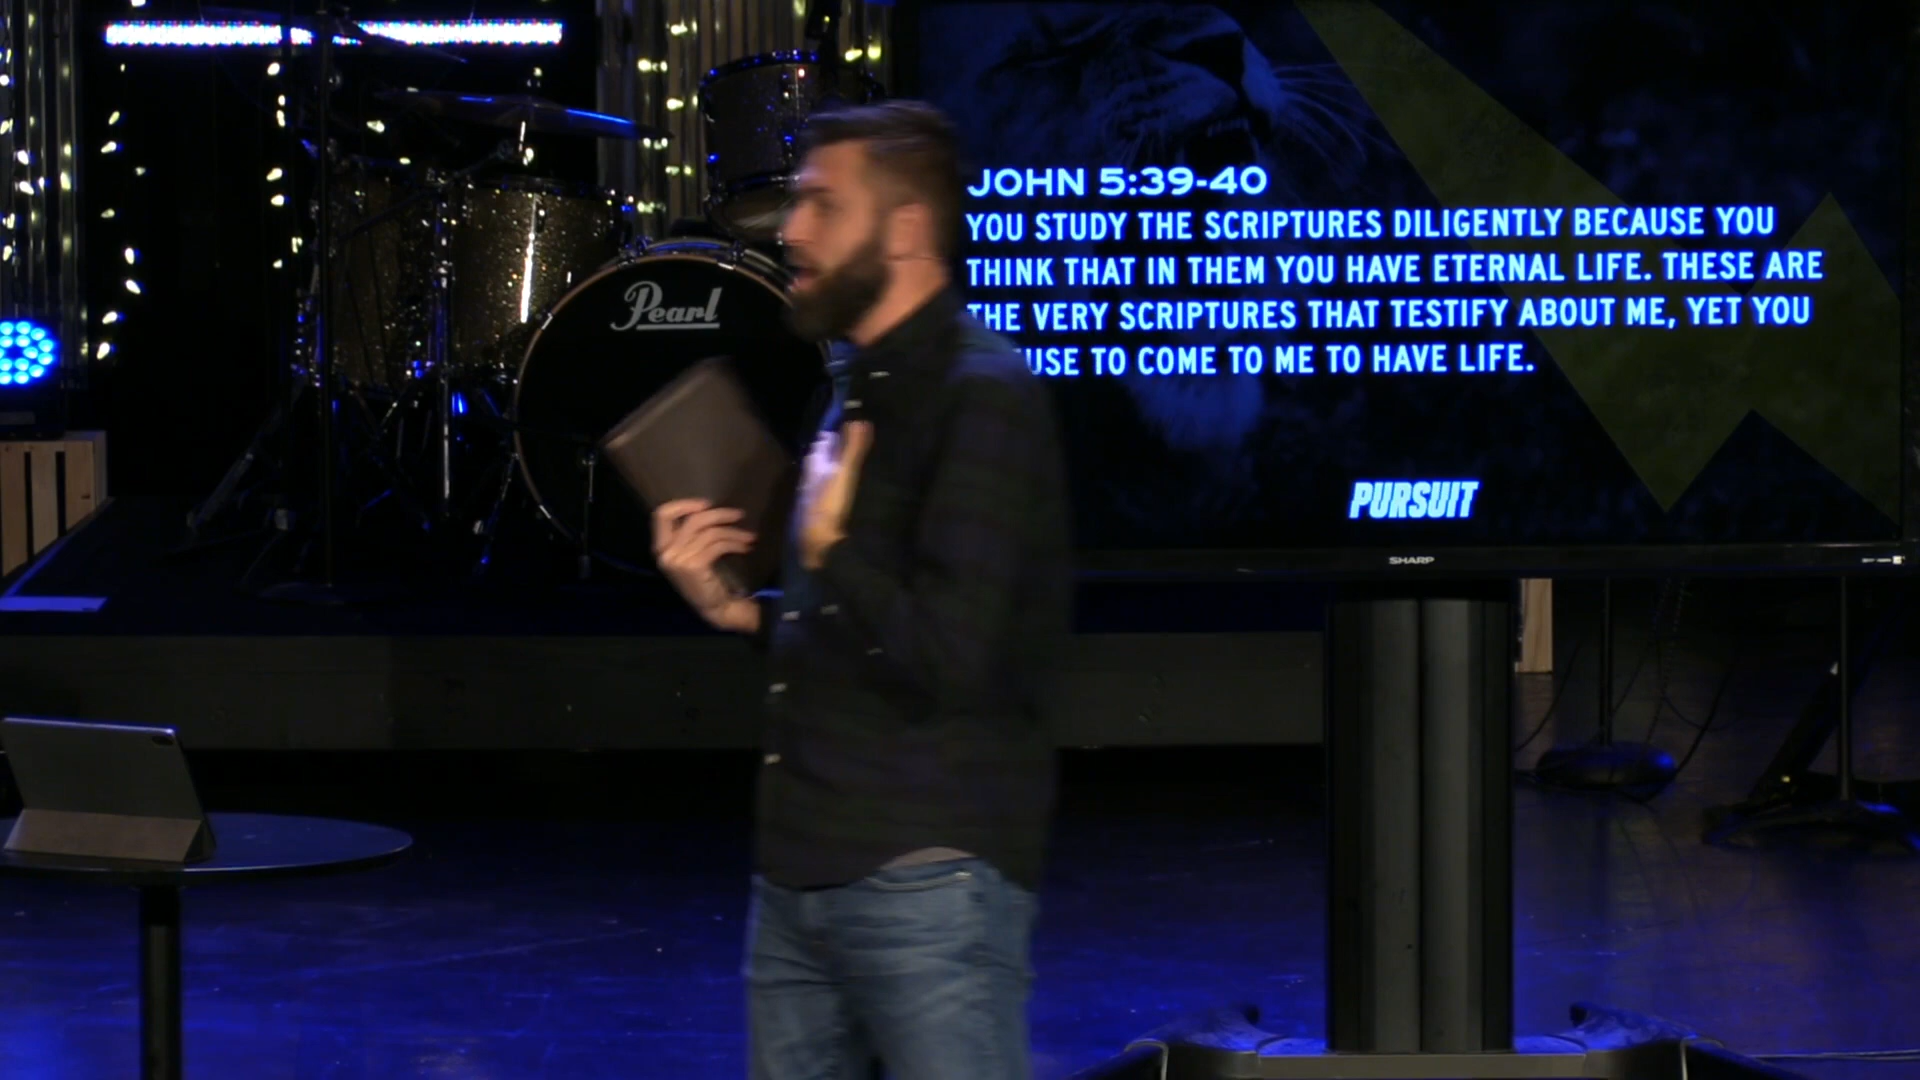 JOHN 5:39-40
YOU STUDY THE SCRIPTURES DILIGENTLY BECAUSE YOU
THINK THAT IN THEM YOU HAVE ETERNAL LIFE. THESE ARE
THE VERY SCRIPTURES THAT TESTIFY ABOUT ME, YET YOU
USE TO COME TO ME TO HAVE LIFE.
Pearl
PURSUIT
SHARP